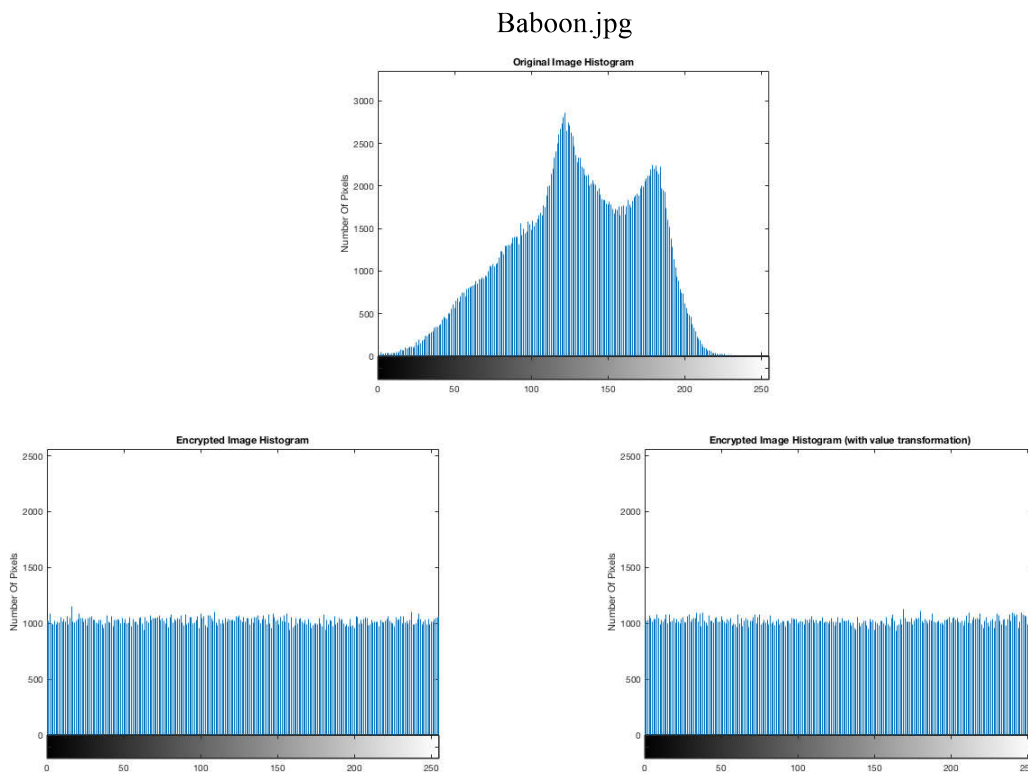 Baboon.jpg
Original Image Histogram
Number Of Pixels
3000
2500
2000
1500
1000
500
0
0 50 100 150 200 250
Encrypted Image Histogram
Number Of Pixels
2500
2000
1500
1000
500
0
0 50 100 150 200 250
Encrypted Image Histogram (with value transformation)
Number Of Pixels
2500
2000
1500
1000
500
0
0 50 100 150 200 250